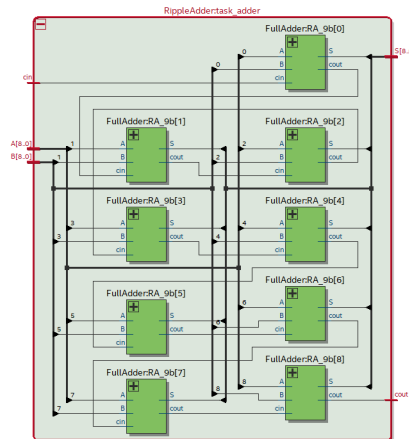 RippleAdder:task_adder
FullAdder:RA_9b[0]
0 A S S[8..0]
0 B cout
cin cin
FullAdder:RA_9b[1] FullAdder:RA_9b[2]
A[8..0] 1 A S 2 A S
B[8..0] 1 B cout 2 B cout
cin cin
FullAdder:RA_9b[3] FullAdder:RA_9b[4]
3 A S 4 A S
3 B cout 4 B cout
cin cin
FullAdder:RA_9b[5] FullAdder:RA_9b[6]
5 A S 6 A S
5 B cout 6 B cout
cin cin
FullAdder:RA_9b[7] FullAdder:RA_9b[8]
7 A S 8 A S
7 B cout 8 B cout cout
cin cin